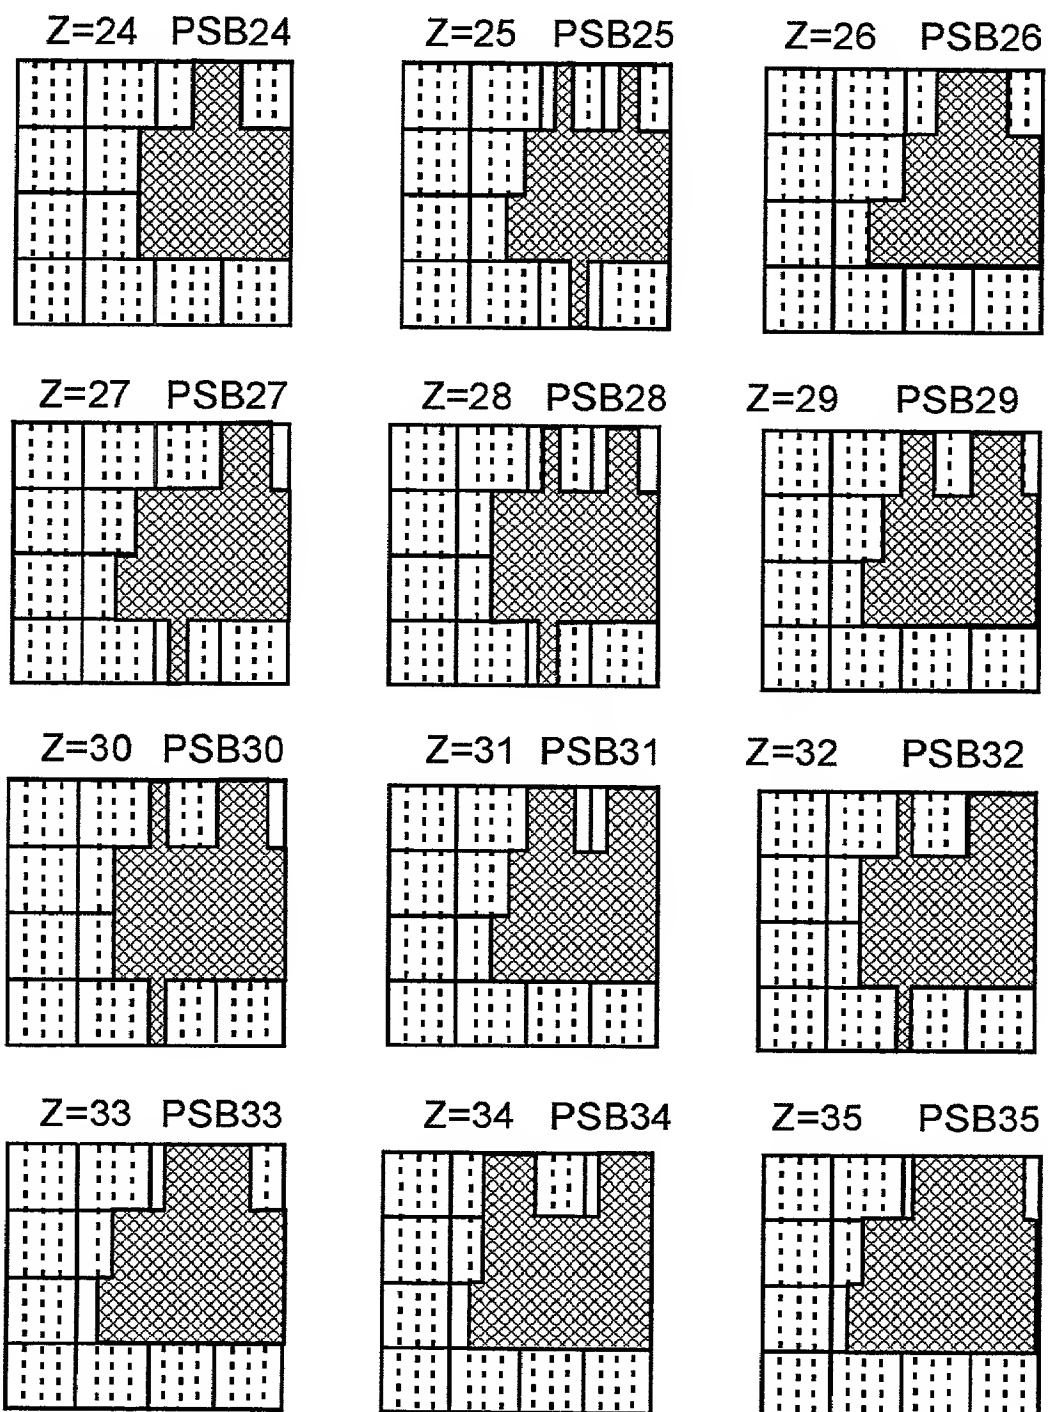 Z=24 PSB24 Z=25 PSB25 Z=26 PSB26
Z=27 PSB27 Z=28 PSB28 Z=29 PSB29
Z=30 PSB30 Z=31 PSB31 Z=32 PSB32
Z=33 PSB33 Z=34 PSB34 Z=35 PSB35